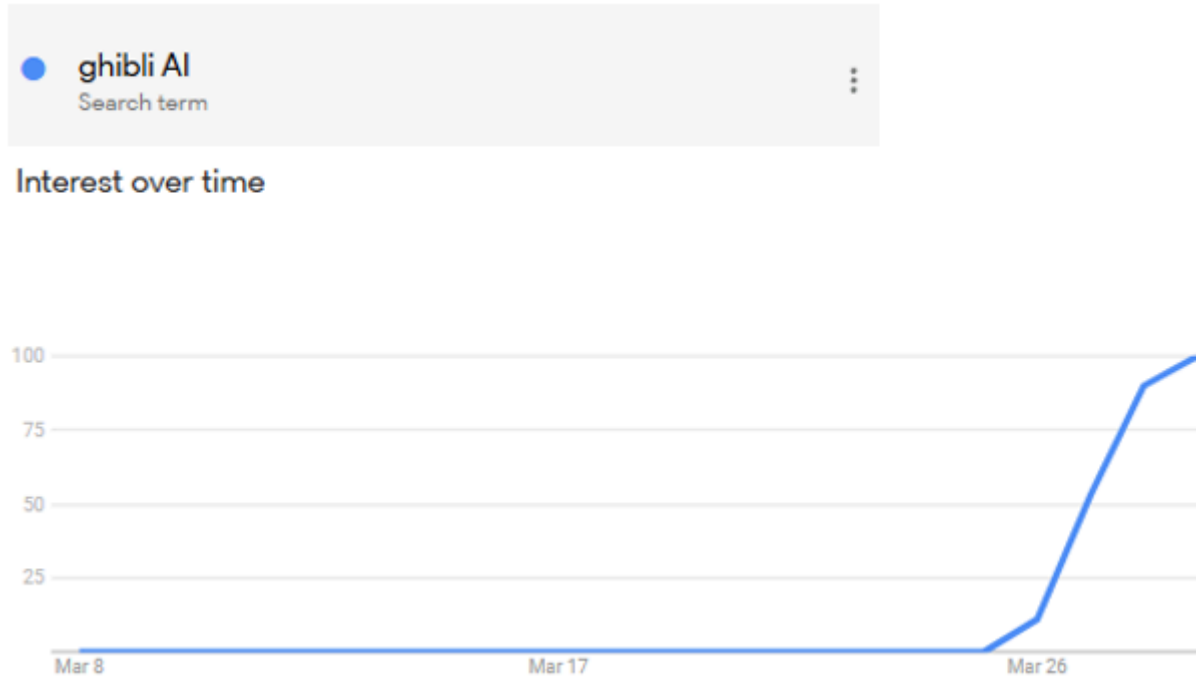 ghibli AI
Search term
Interest over time
100
75
50
25
Mar 8 Mar 17 Mar 26